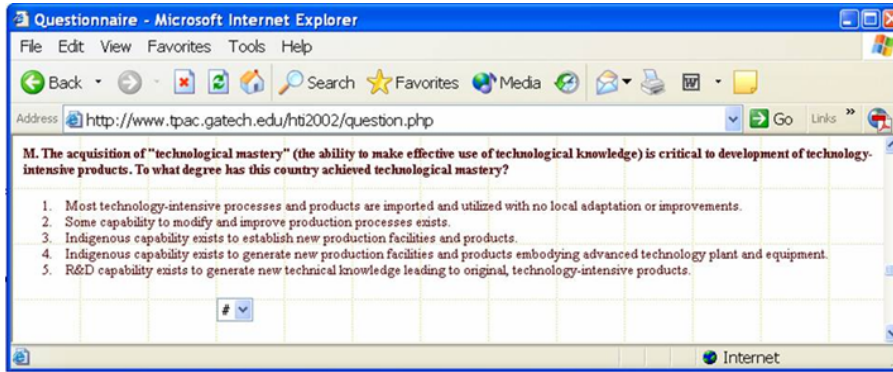 Questionnaire - Microsoft Internet Explorer
File Edit View Favorites Tools Help
Back Search Favorites Media
Address http://www.tpac.gatech.edu/hti2002/question.php Go Links »
M. The acquisition of "technological mastery" (the ability to make effective use of technological knowledge) is critical to development of technology-
intensive products. To what degree has this country achieved technological mastery?
1. Most technology-intensive processes and products are imported and utilized with no local adaptation or improvements.
2. Some capability to modify and improve production processes exists.
3. Indigenous capability exists to establish new production facilities and products.
4. Indigenous capability exists to generate new production facilities and products embodying advanced technology plant and equipment.
5. R&D capability exists to generate new technical knowledge leading to original, technology-intensive products.
#
Internet